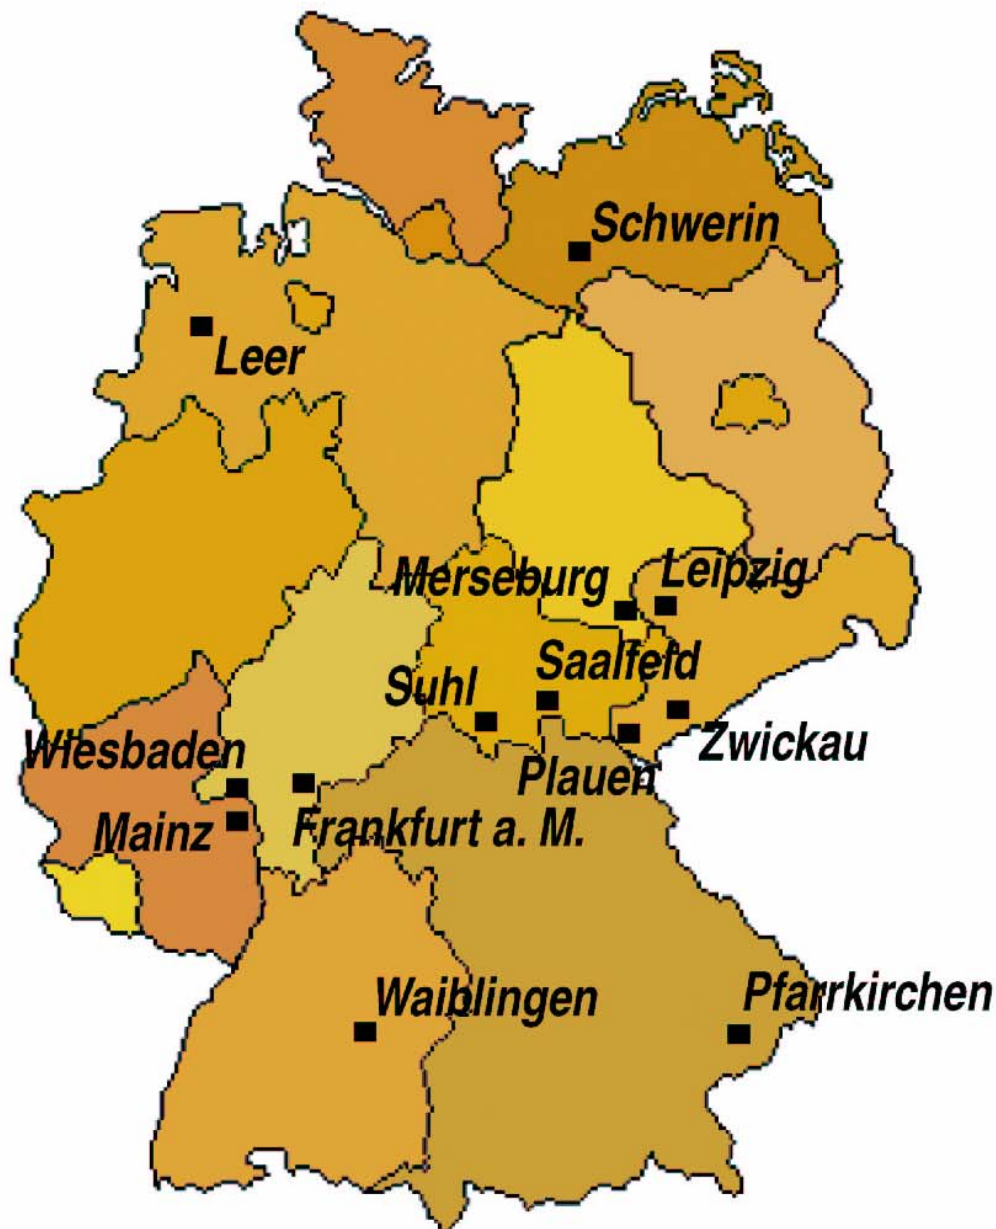 Schwerin
Leer
Merseburg
Leipzig
Suhl
Saalfeld
Wiesbaden
Zwickau
Plauen
Mainz
Frankfurt a. M.
Waiblingen
Pfarrkirchen